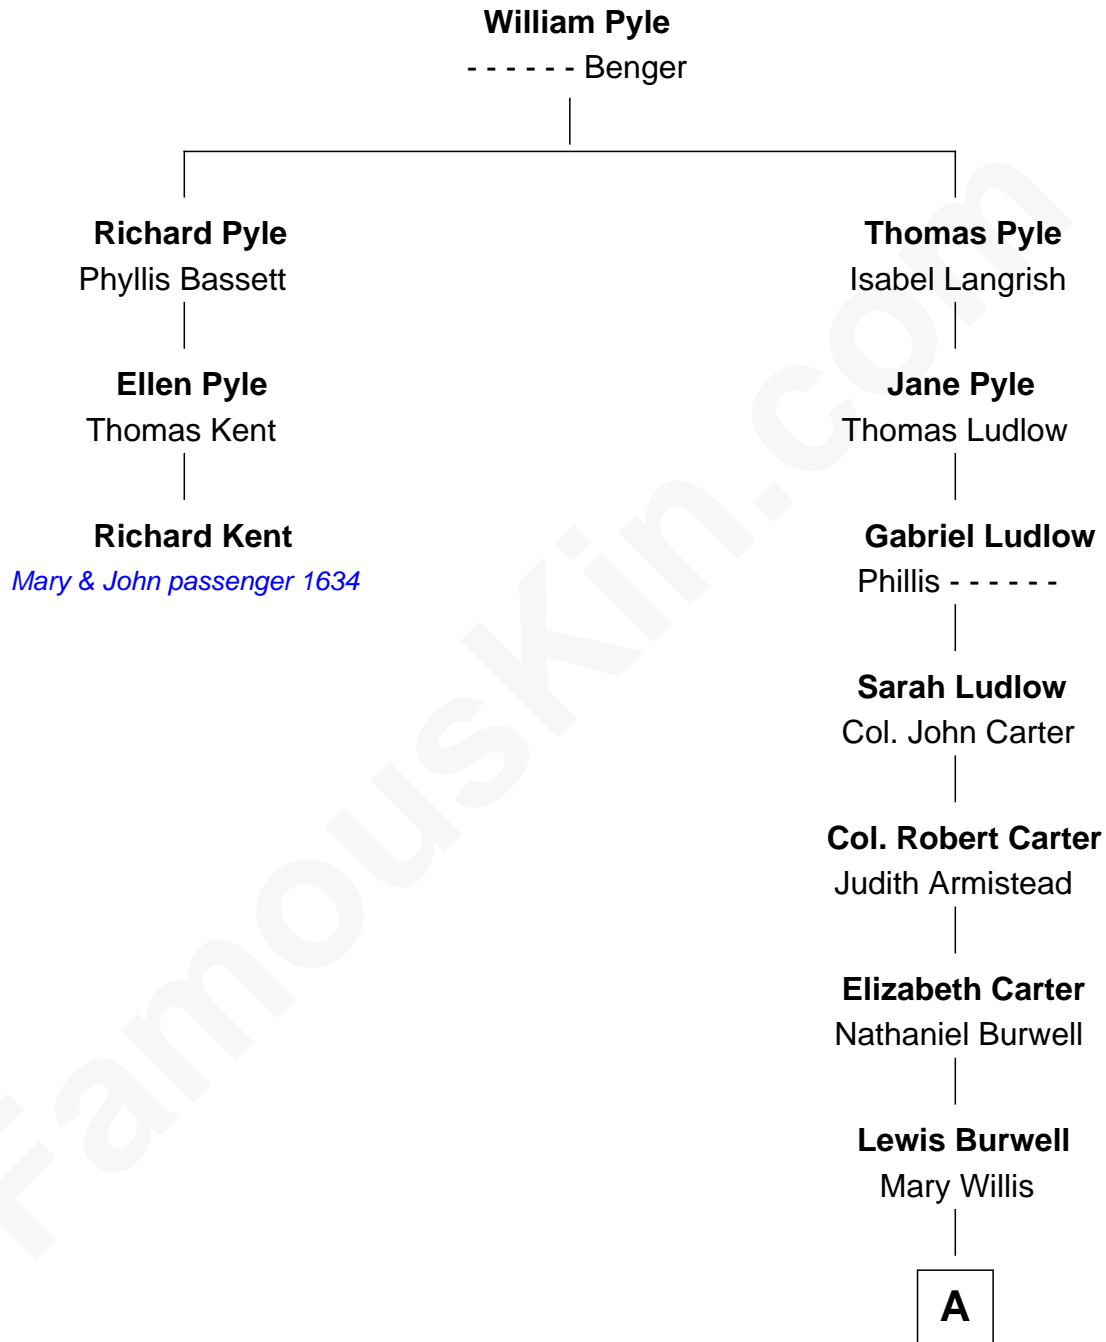 William Pyle
- - - - - - Benger
Richard Pyle
Phyllis Bassett
Ellen Pyle
Thomas Kent
Richard Kent
Mary & John passenger 1634
Thomas Pyle
Isabel Langrish
Jane Pyle
Thomas Ludlow
Gabriel Ludlow
Phillis - - - - - -
Sarah Ludlow
Col. John Carter
Col. Robert Carter
Judith Armistead
Elizabeth Carter
Nathaniel Burwell
Lewis Burwell
Mary Willis
A
FamousKin.com